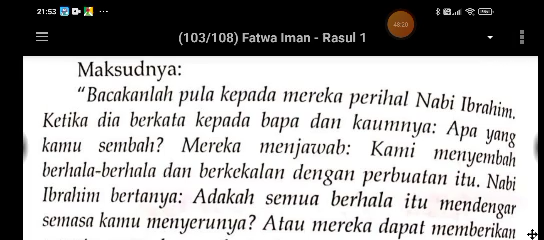 21:53
48:20
(103/108) Fatwa Iman - Rasul 1
Maksudnya:
“Bacakanlah pula kepada mereka perihal Nabi Ibrahim.
Ketika dia berkata kepada bapa dan kaumnya: Apa yang
kamu sembah? Mereka menjawab: Kami menyembah
berhala-berhala dan berkekalan dengan perbuatan itu. Nabi
Ibrahim bertanya: Adakah semua berhala itu mendengar
semasa kamu menyerunya? Atau mereka dapat memberikan